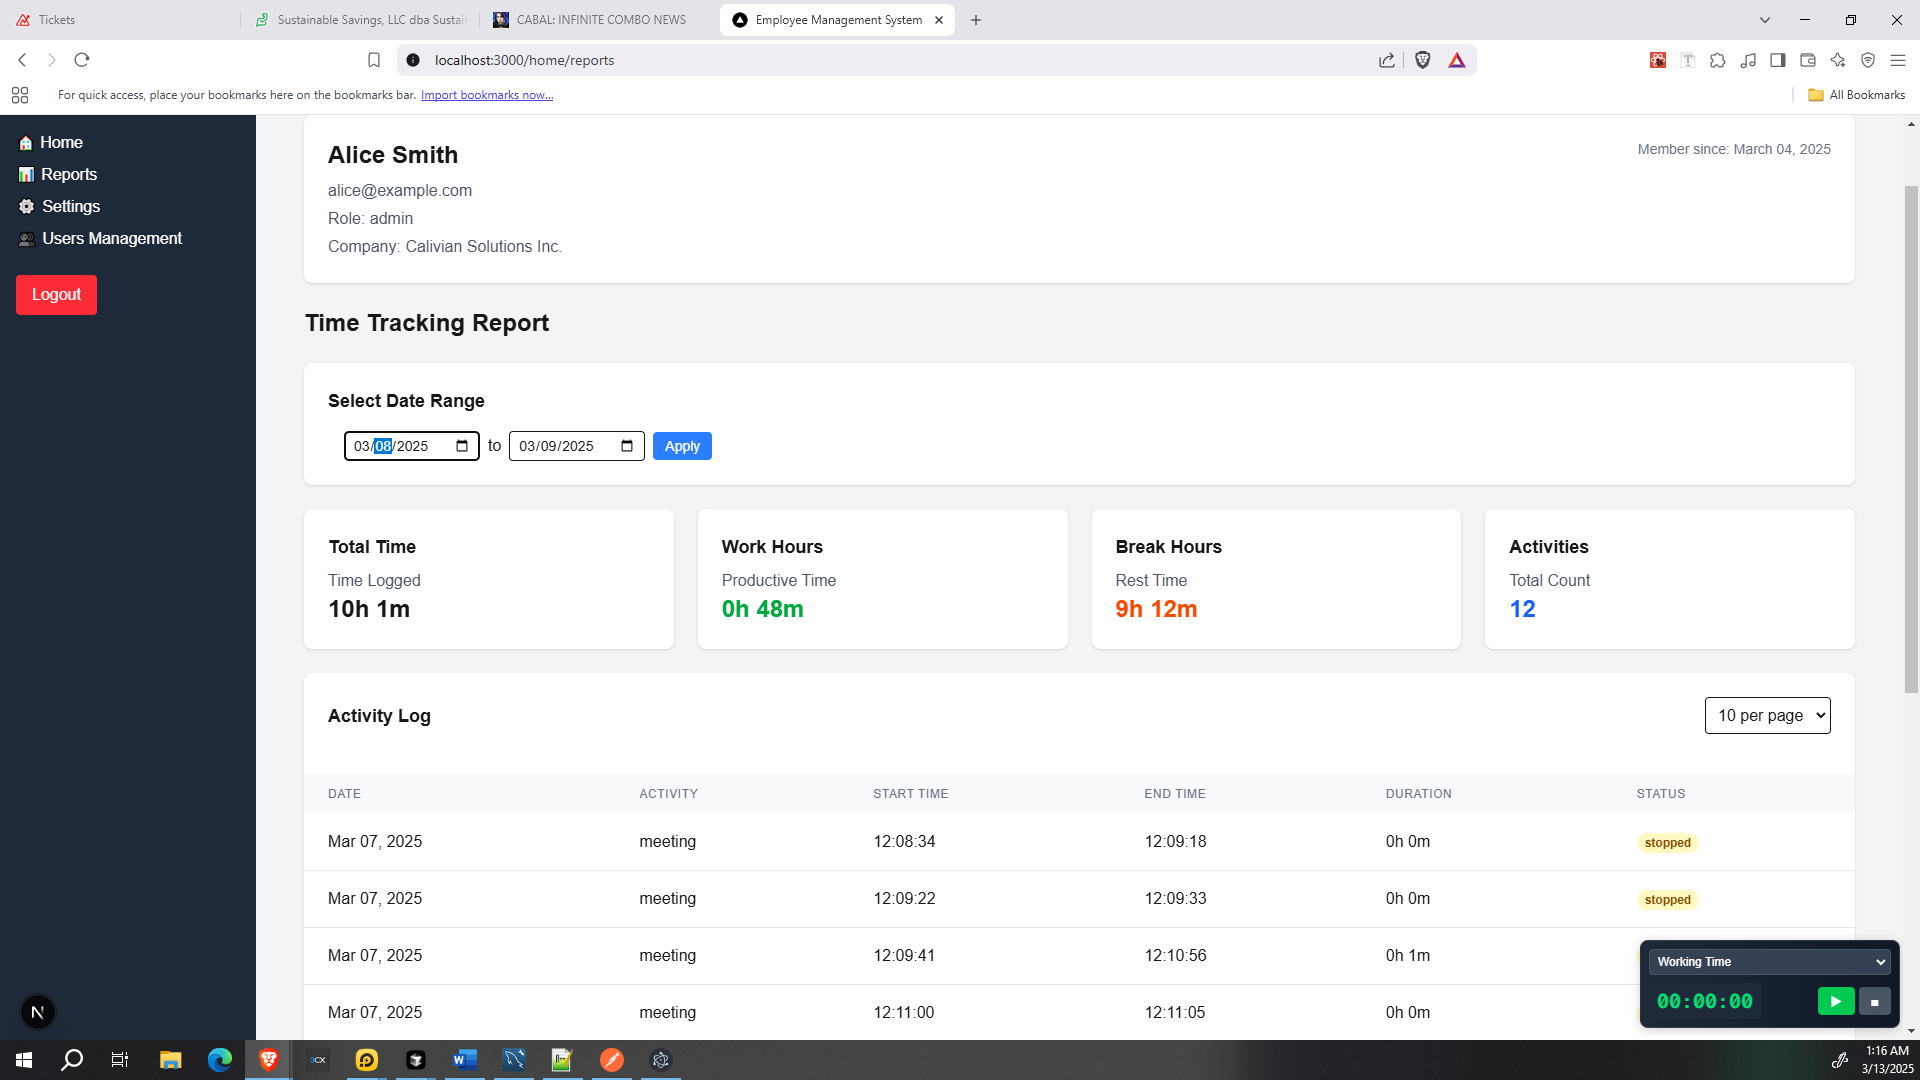 Tickets
Sustainable Savings, LLC dba Sustai
CABAL: INFINITE COMBO NEWS
Employee Management System
localhost:3000/home/reports
For quick access, place your bookmarks here on the bookmarks bar. Import bookmarks now...
All Bookmarks
Home
Reports
Settings
Users Management
Logout
Alice Smith
Member since: March 04, 2025
alice@example.com
Role: admin
Company: Calivian Solutions Inc.
Time Tracking Report
Select Date Range
03/08/2025 to 03/09/2025 Apply
Total Time
Time Logged
10h 1m
Work Hours
Productive Time
0h 48m
Break Hours
Rest Time
9h 12m
Activities
Total Count
12
Activity Log
10 per page
DATE ACTIVITY START TIME END TIME DURATION STATUS
Mar 07, 2025 meeting 12:08:34 12:09:18 0h 0m stopped
Mar 07, 2025 meeting 12:09:22 12:09:33 0h 0m stopped
Mar 07, 2025 meeting 12:09:41 12:10:56 0h 1m
Mar 07, 2025 meeting 12:11:00 12:11:05 0h 0m
Working Time
00:00:00
N
3CX
1:16 AM
3/13/2025